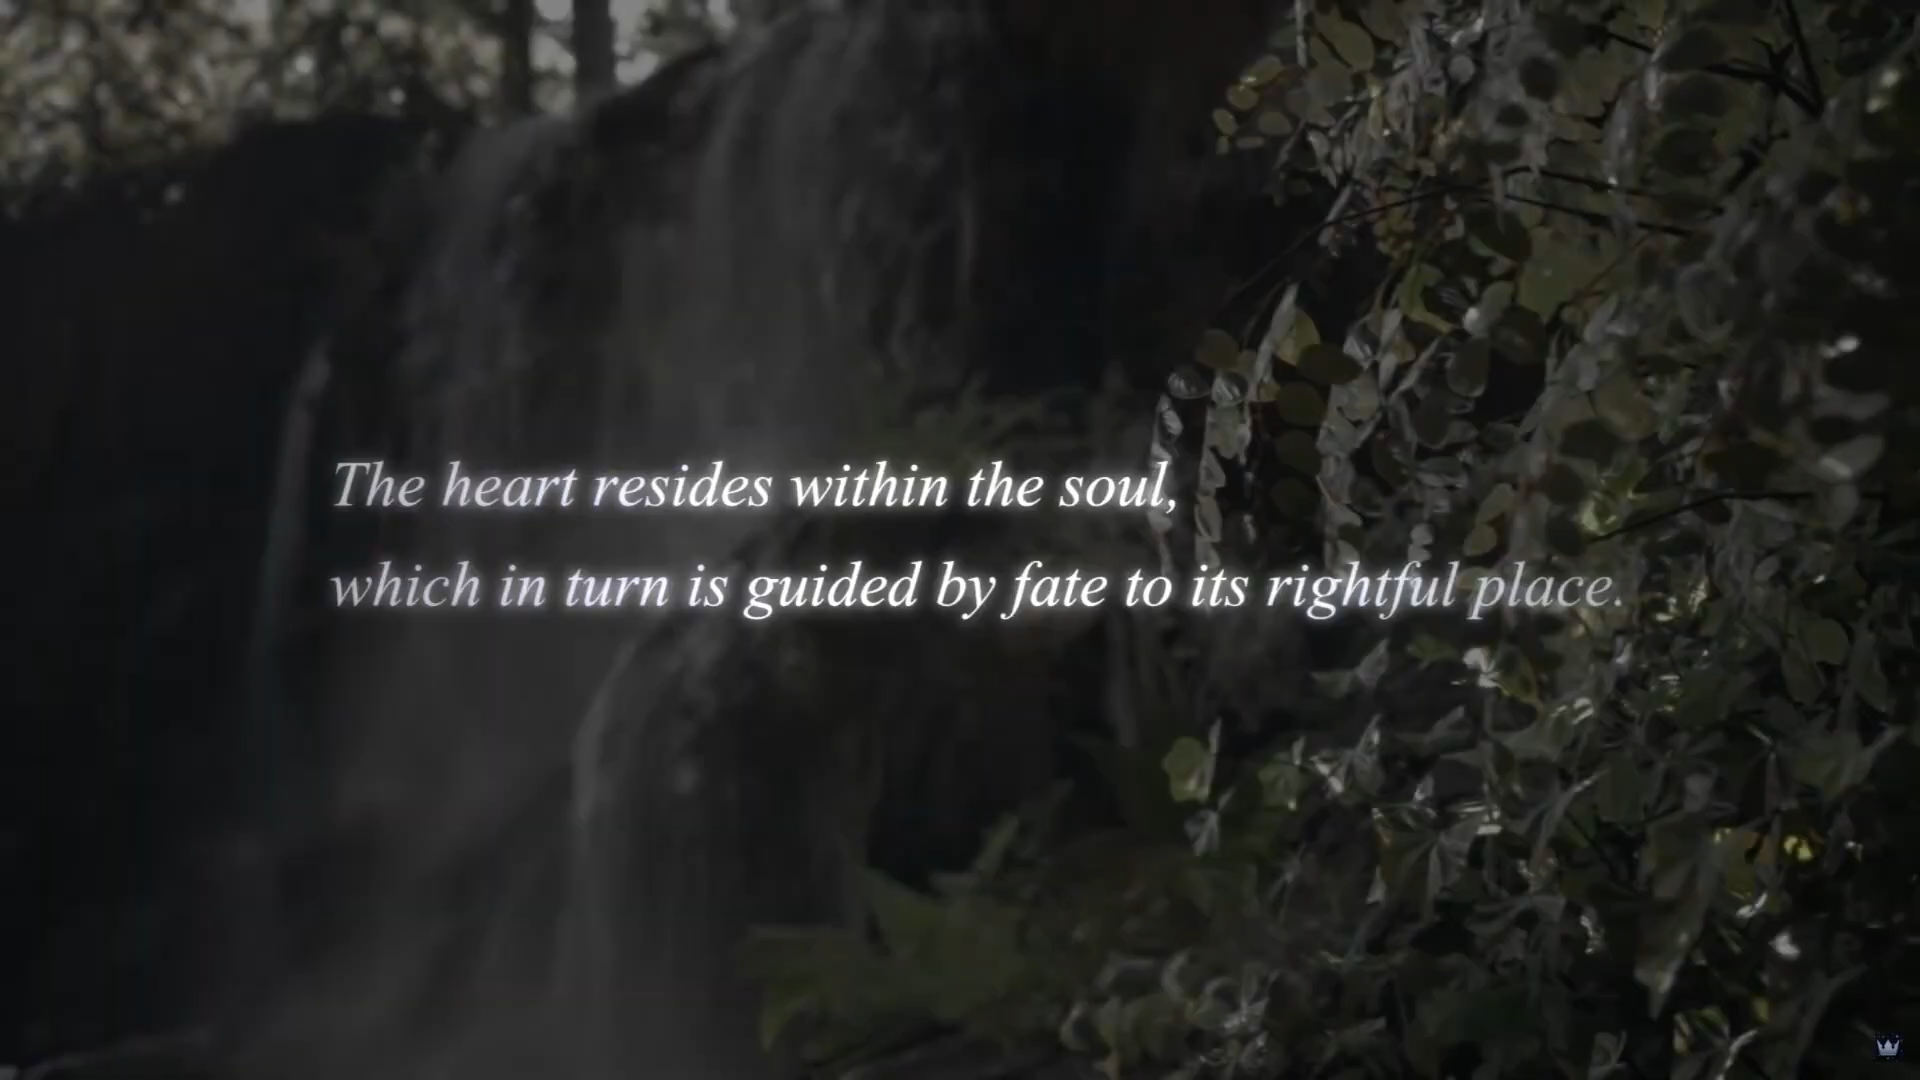 The heart resides within the soul,
which in turn is guided by fate to its rightful place.